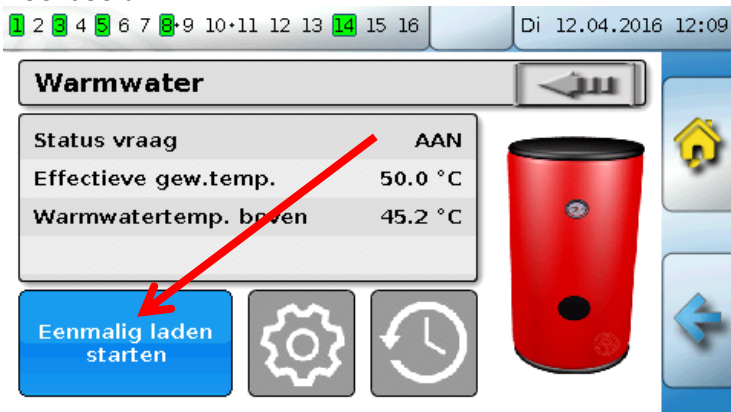 1 2 3 4 5 6 7 8·9 10·11 12 13 14 15 16 Di 12.04.2016 12:09
Warmwater
Status vraag AAN
Effectieve gew.temp. 50.0 °C
Warmwatertemp. boven 45.2 °C
Eenmalig laden
starten